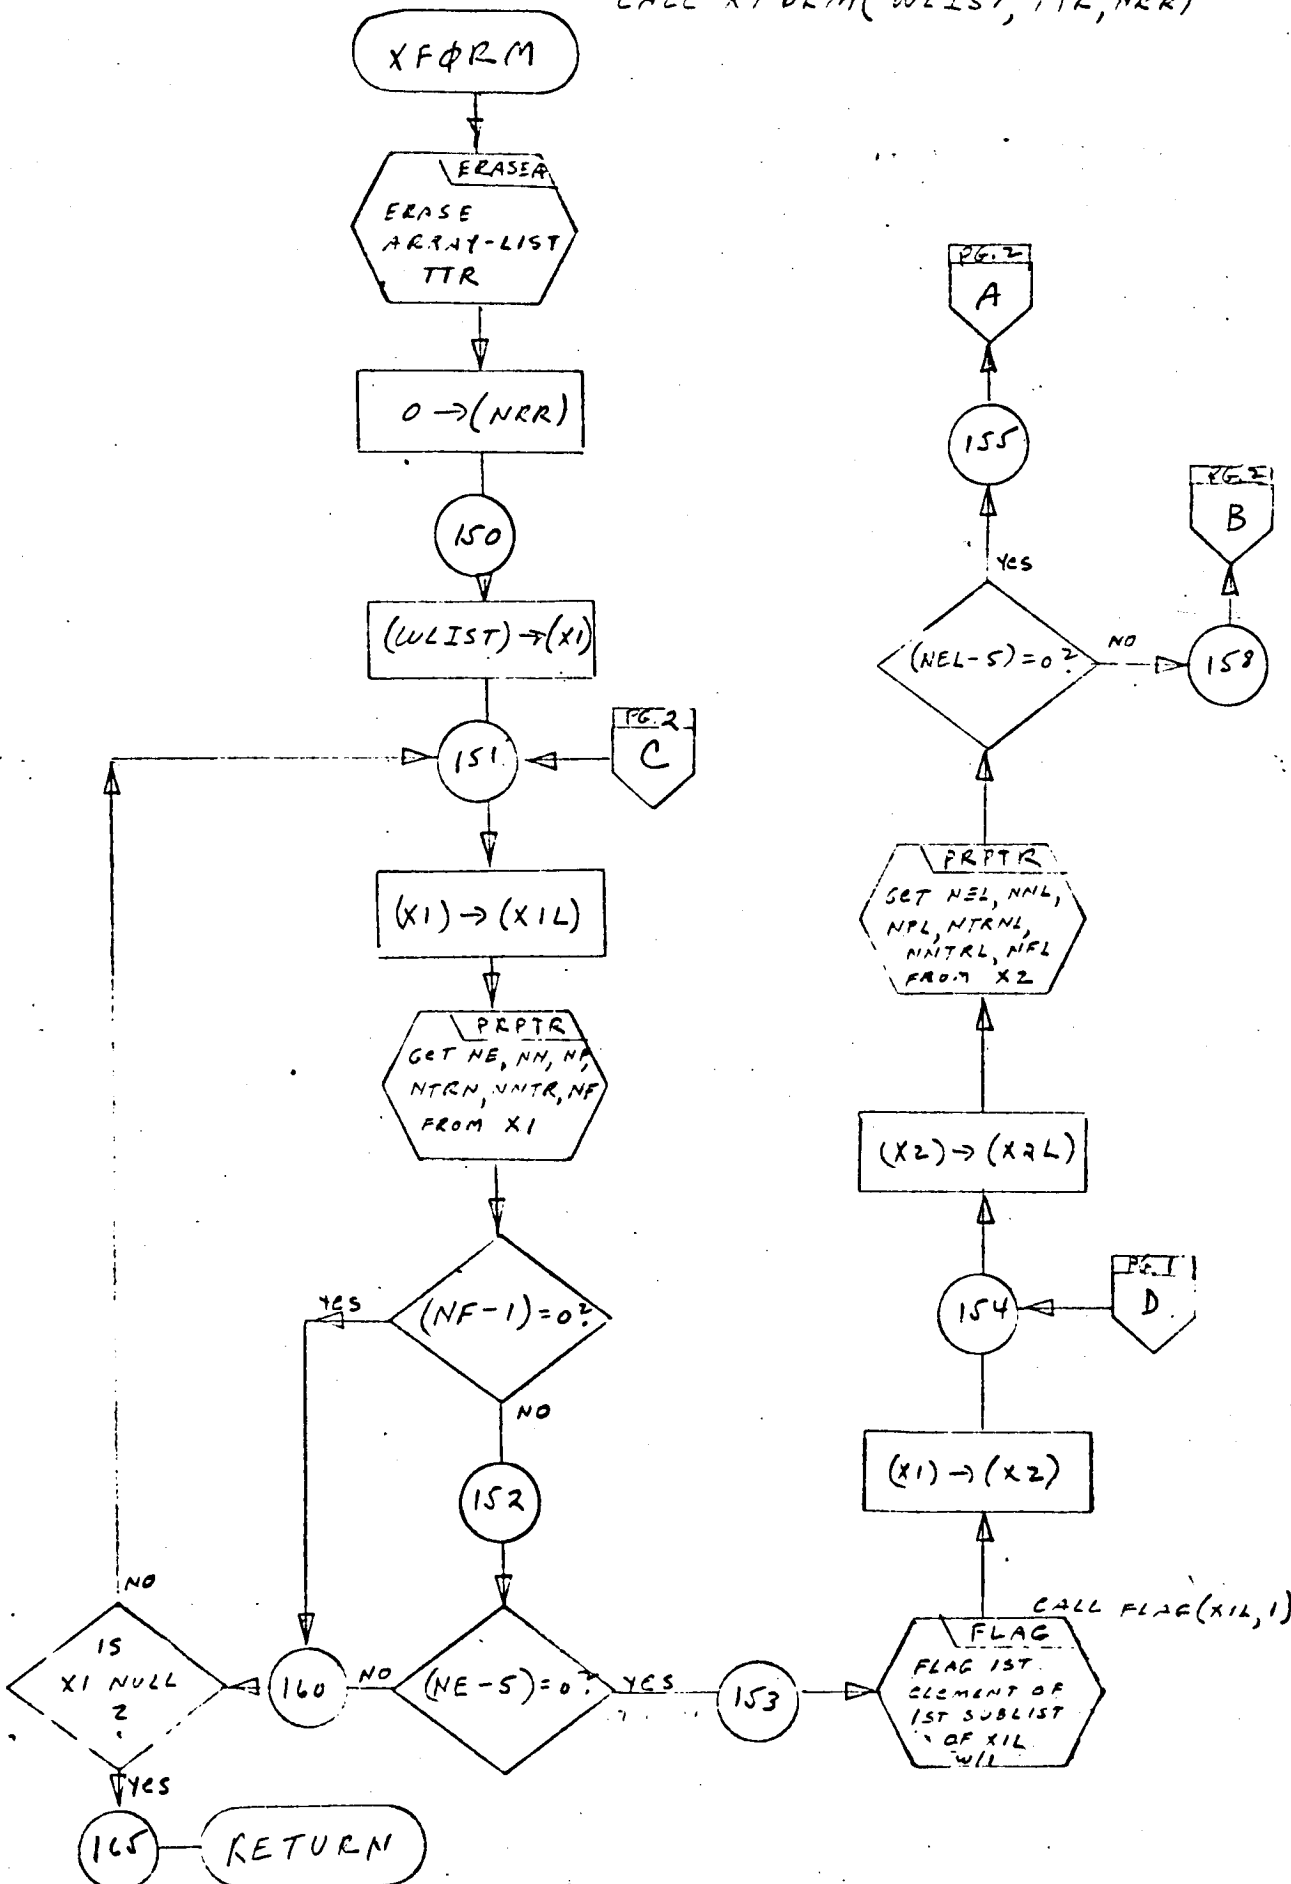 CALL XFORM(WLIST, TTR, NRR)
XFØRM
ERASEA
ERASE
ARRAY-LIST
TTR
0 → (NRR)
150
(WLIST) → (X1)
151
PG. 2
C
(X1) → (X1L)
PRPTR
GET NE, NN, NP,
NTRN, NNTR, NF
FROM X1
(NF-1) = 0?
YES
NO
152
(NE-5) = 0?
NO
YES
160
IS
X1 NULL
?
NO
YES
165
RETURN
153
CALL FLAG(X1L, 1)
FLAG
FLAG 1ST
ELEMENT OF
1ST SUBLIST
OF X1L
W/1
(X1) → (X2)
154
PG. 1
D
(X2) → (X2L)
PRPTR
GET NEL, NNL,
NPL, NTRNL,
NNTRL, NFL
FROM X2
(NEL-5) = 0?
YES
NO
155
PG. 2
A
158
PG. 2
B